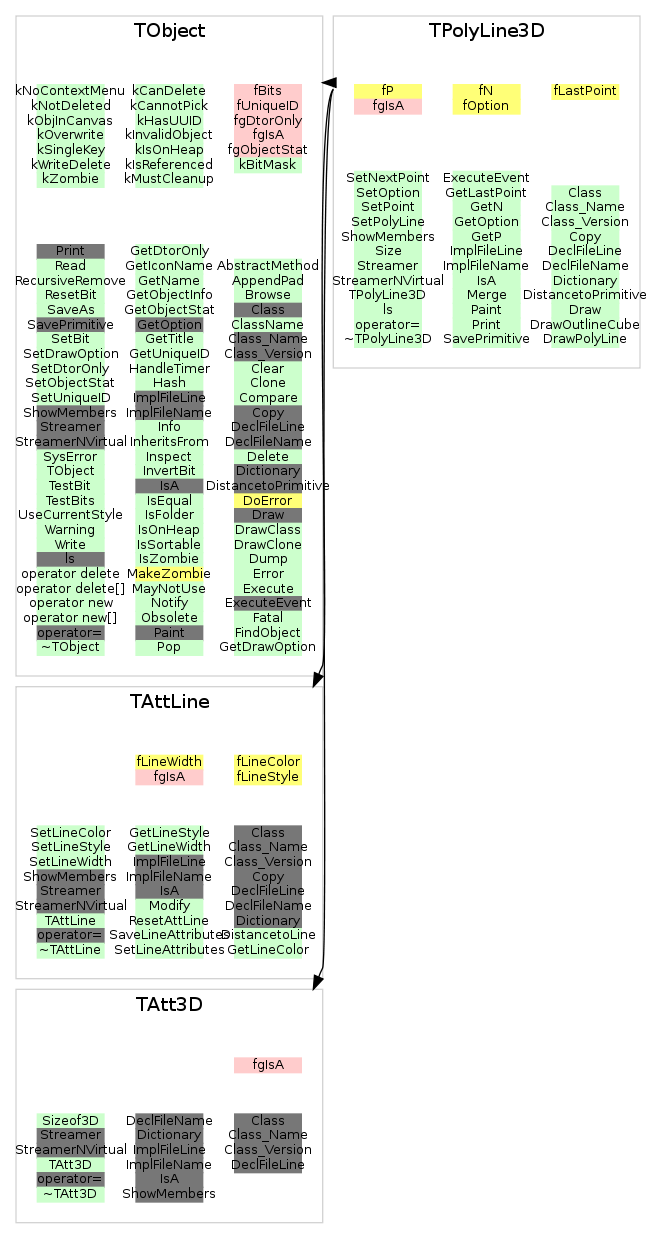 TObject
kNoContextMenu kCanDelete fBits
kNotDeleted kCannotPick fUniqueID
kObjInCanvas kHasUUID fgDtorOnly
kOverwrite kInvalidObject fgIsA
kSingleKey kIsOnHeap fgObjectStat
kWriteDelete kIsReferenced kBitMask
kZombie kMustCleanup
Print GetDtorOnly
Read GetIconName AbstractMethod
RecursiveRemove GetName AppendPad
ResetBit GetObjectInfo Browse
SaveAs GetObjectStat Class
SavePrimitive GetOption ClassName
SetBit GetTitle Class_Name
SetDrawOption GetUniqueID Class_Version
SetDtorOnly HandleTimer Clear
SetObjectStat Hash Clone
SetUniqueID ImplFileLine Compare
ShowMembers ImplFileName Copy
Streamer Info DeclFileLine
StreamerNVirtual InheritsFrom DeclFileName
SysError Inspect Delete
TObject InvertBit Dictionary
TestBit IsA DistancetoPrimitive
TestBits IsEqual DoError
UseCurrentStyle IsFolder Draw
Warning IsOnHeap DrawClass
Write IsSortable DrawClone
ls IsZombie Dump
operator delete MakeZombie Error
operator delete[] MayNotUse Execute
operator new Notify ExecuteEvent
operator new[] Obsolete Fatal
operator= Paint FindObject
~TObject Pop GetDrawOption
TPolyLine3D
fP fN fLastPoint
fgIsA fOption
SetNextPoint ExecuteEvent
SetOption GetLastPoint Class
SetPoint GetN Class_Name
SetPolyLine GetOption Class_Version
ShowMembers GetP Copy
Size ImplFileLine DeclFileLine
Streamer ImplFileName DeclFileName
StreamerNVirtual IsA Dictionary
TPolyLine3D Merge DistancetoPrimitive
ls Paint Draw
operator= Print DrawOutlineCube
~TPolyLine3D SavePrimitive DrawPolyLine
TAttLine
fLineWidth fLineColor
fgIsA fLineStyle
SetLineColor GetLineStyle Class
SetLineStyle GetLineWidth Class_Name
SetLineWidth ImplFileLine Class_Version
ShowMembers ImplFileName Copy
Streamer IsA DeclFileLine
StreamerNVirtual Modify DeclFileName
TAttLine ResetAttLine Dictionary
operator= SaveLineAttributes DistancetoLine
~TAttLine SetLineAttributes GetLineColor
TAtt3D
fgIsA
Sizeof3D DeclFileName Class
Streamer Dictionary Class_Name
StreamerNVirtual ImplFileLine Class_Version
TAtt3D ImplFileName DeclFileLine
operator= IsA
~TAtt3D ShowMembers